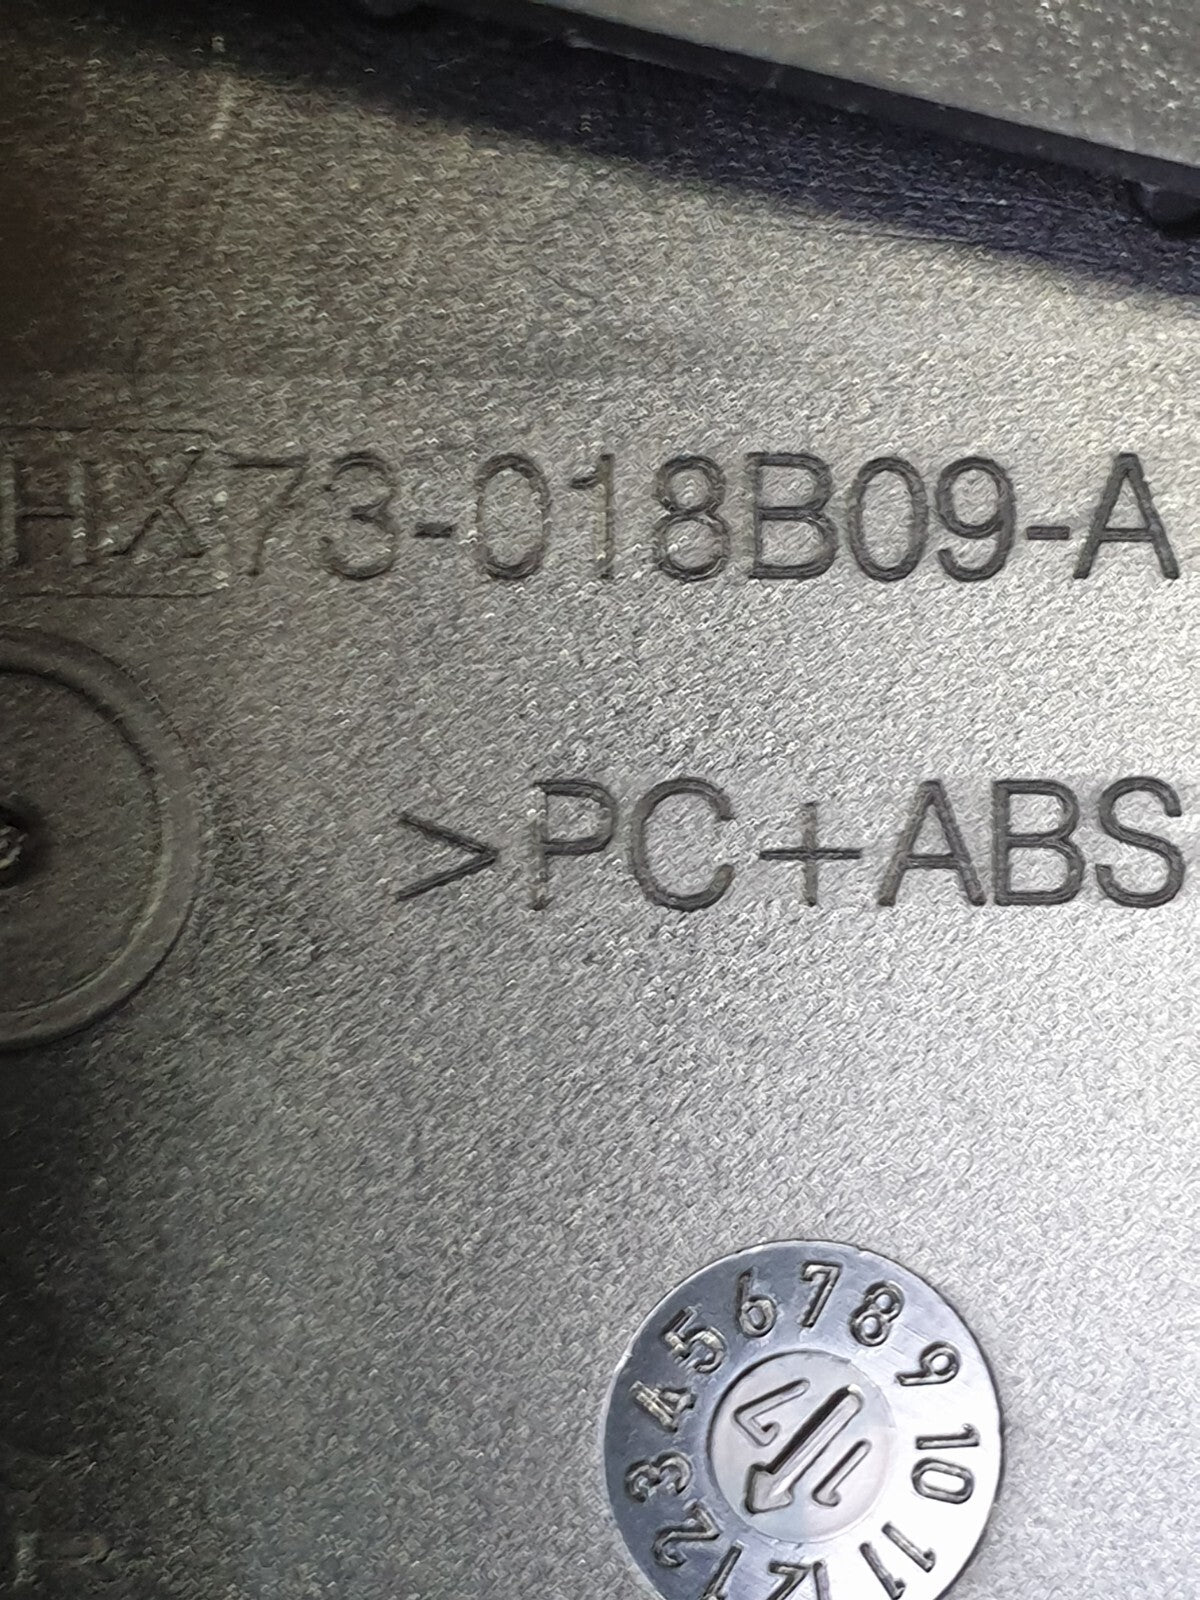 HX73-018B09-A
>PC+ABS
1 2 3 4 5 6 7 8 9 10 11 12
17